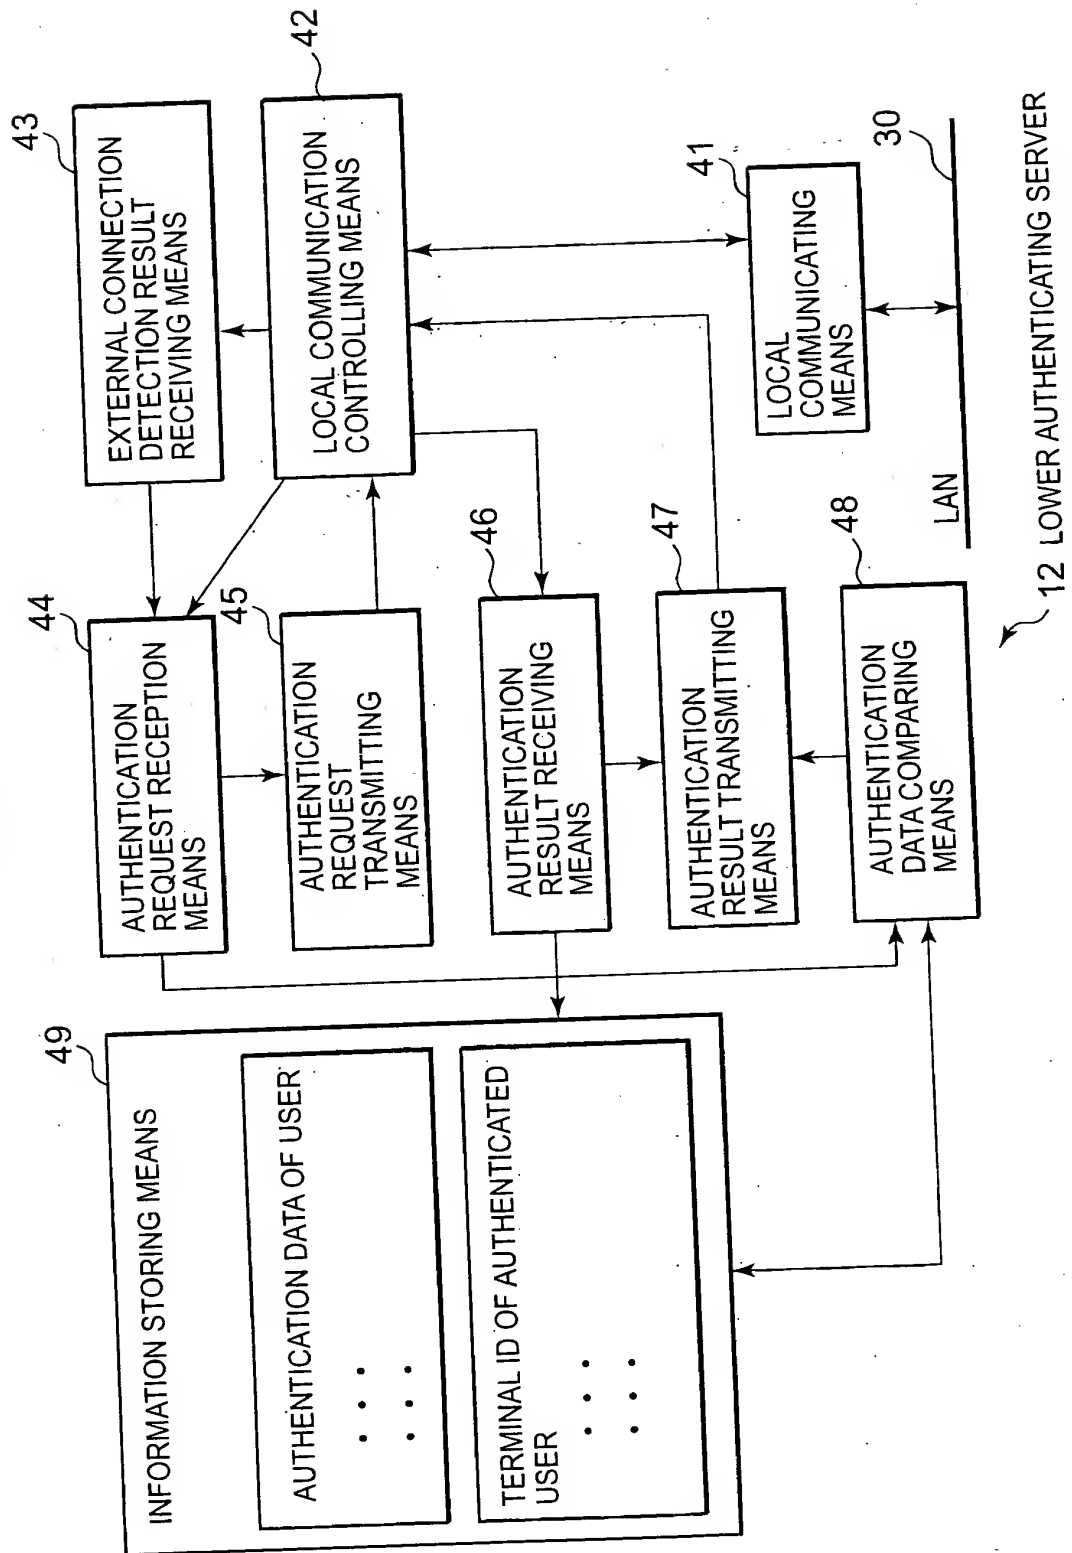 49
INFORMATION STORING MEANS
AUTHENTICATION DATA OF USER
TERMINAL ID OF AUTHENTICATED
USER
44
AUTHENTICATION
REQUEST RECEPTION
MEANS
45
AUTHENTICATION
REQUEST
TRANSMITTING
MEANS
46
AUTHENTICATION
RESULT RECEIVING
MEANS
47
AUTHENTICATION
RESULT TRANSMITTING
MEANS
48
AUTHENTICATION
DATA COMPARING
MEANS
43
EXTERNAL CONNECTION
DETECTION RESULT
RECEIVING MEANS
42
LOCAL COMMUNICATION
CONTROLLING MEANS
41
LOCAL
COMMUNICATING
MEANS
30
LAN
12 LOWER AUTHENTICATING SERVER